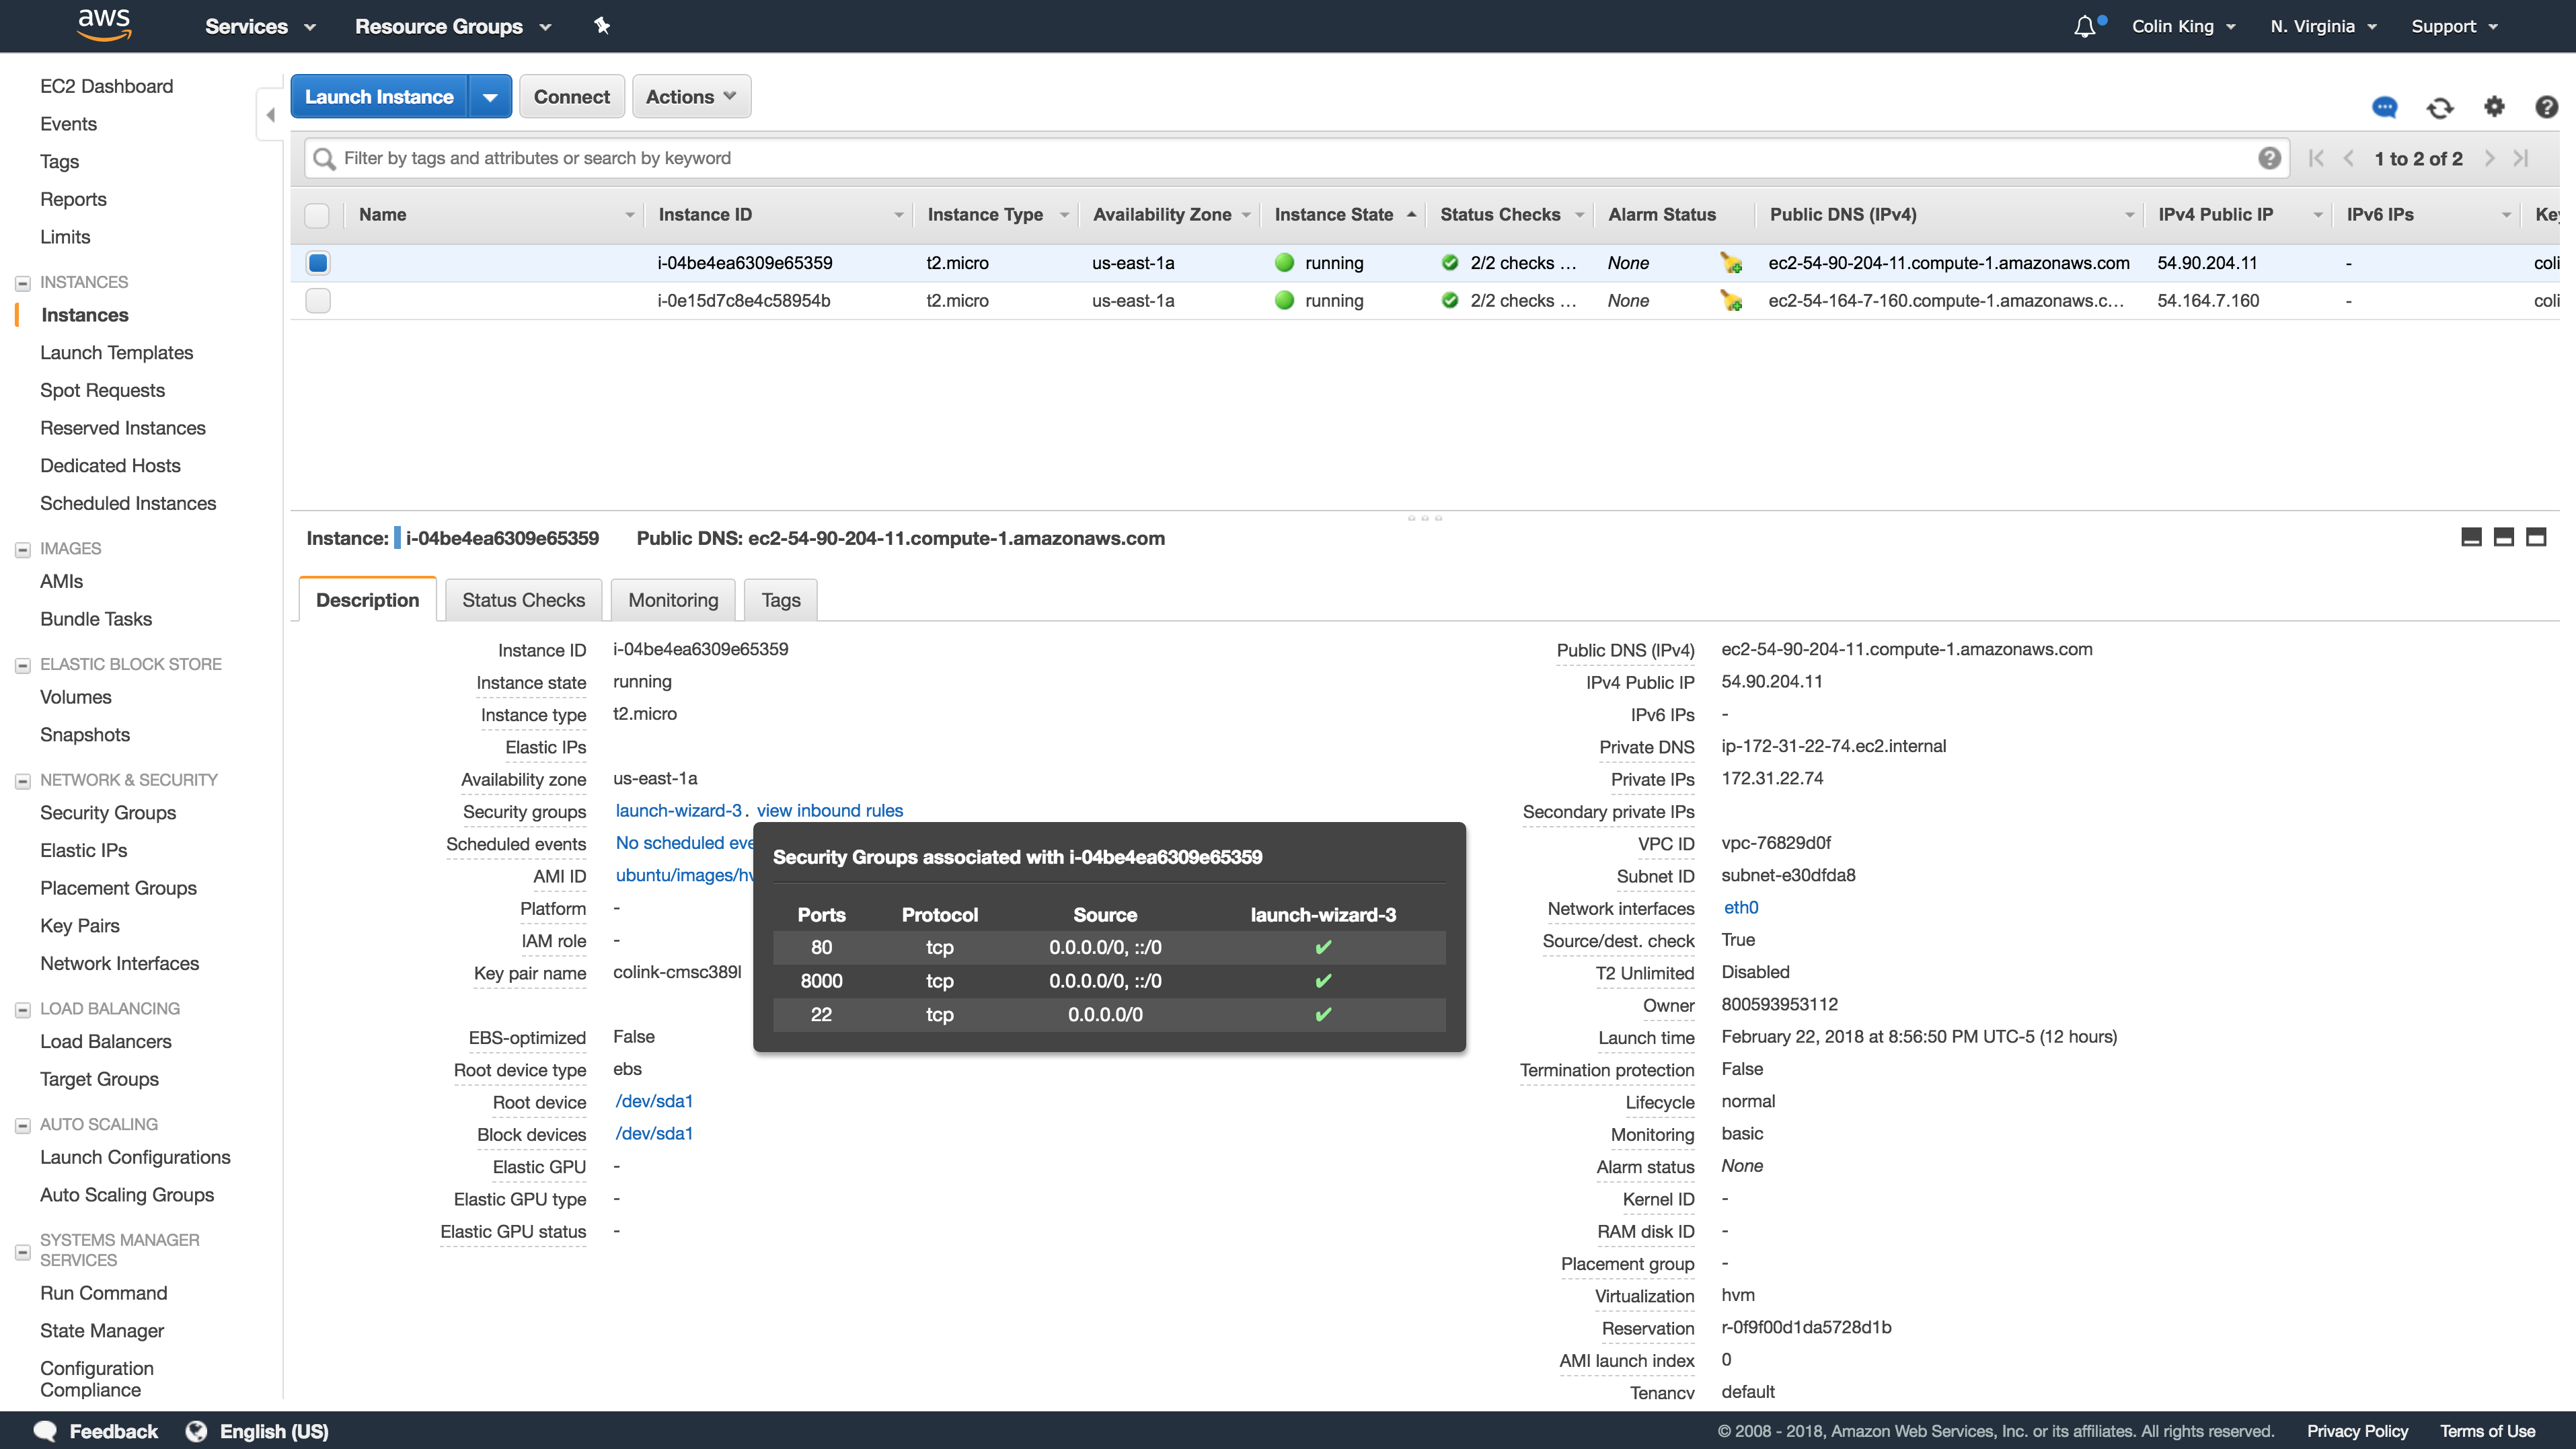 aws Services Resource Groups Colin King N. Virginia Support
EC2 Dashboard
Events
Tags
Reports
Limits
INSTANCES
Instances
Launch Templates
Spot Requests
Reserved Instances
Dedicated Hosts
Scheduled Instances
IMAGES
AMIs
Bundle Tasks
ELASTIC BLOCK STORE
Volumes
Snapshots
NETWORK & SECURITY
Security Groups
Elastic IPs
Placement Groups
Key Pairs
Network Interfaces
LOAD BALANCING
Load Balancers
Target Groups
AUTO SCALING
Launch Configurations
Auto Scaling Groups
SYSTEMS MANAGER
SERVICES
Run Command
State Manager
Configuration
Compliance
Launch Instance Connect Actions
Filter by tags and attributes or search by keyword 1 to 2 of 2
Name Instance ID Instance Type Availability Zone Instance State Status Checks Alarm Status Public DNS (IPv4) IPv4 Public IP IPv6 IPs Key
i-04be4ea6309e65359 t2.micro us-east-1a running 2/2 checks ... None ec2-54-90-204-11.compute-1.amazonaws.com 54.90.204.11 - coli
i-0e15d7c8e4c58954b t2.micro us-east-1a running 2/2 checks ... None ec2-54-164-7-160.compute-1.amazonaws.c... 54.164.7.160 - coli
Instance: i-04be4ea6309e65359 Public DNS: ec2-54-90-204-11.compute-1.amazonaws.com
Description Status Checks Monitoring Tags
Instance ID i-04be4ea6309e65359
Instance state running
Instance type t2.micro
Elastic IPs
Availability zone us-east-1a
Security groups launch-wizard-3. view inbound rules
Scheduled events No scheduled eve
AMI ID ubuntu/images/hv
Platform -
IAM role -
Key pair name colink-cmsc389l
EBS-optimized False
Root device type ebs
Root device /dev/sda1
Block devices /dev/sda1
Elastic GPU -
Elastic GPU type -
Elastic GPU status -
Security Groups associated with i-04be4ea6309e65359
Ports Protocol Source launch-wizard-3
80 tcp 0.0.0.0/0, ::/0 ✔
8000 tcp 0.0.0.0/0, ::/0 ✔
22 tcp 0.0.0.0/0 ✔
Public DNS (IPv4) ec2-54-90-204-11.compute-1.amazonaws.com
IPv4 Public IP 54.90.204.11
IPv6 IPs -
Private DNS ip-172-31-22-74.ec2.internal
Private IPs 172.31.22.74
Secondary private IPs
VPC ID vpc-76829d0f
Subnet ID subnet-e30dfda8
Network interfaces eth0
Source/dest. check True
T2 Unlimited Disabled
Owner 800593953112
Launch time February 22, 2018 at 8:56:50 PM UTC-5 (12 hours)
Termination protection False
Lifecycle normal
Monitoring basic
Alarm status None
Kernel ID -
RAM disk ID -
Placement group -
Virtualization hvm
Reservation r-0f9f00d1da5728d1b
AMI launch index 0
Tenancy default
Feedback English (US) © 2008 - 2018, Amazon Web Services, Inc. or its affiliates. All rights reserved. Privacy Policy Terms of Use